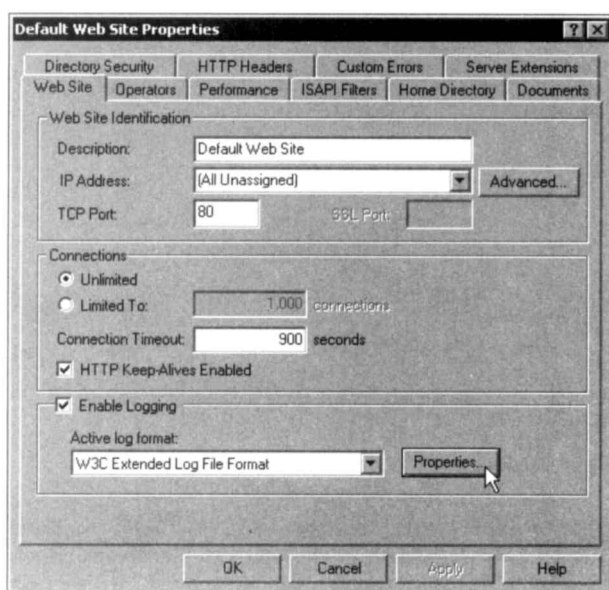 Default Web Site Properties
Directory Security HTTP Headers Custom Errors Server Extensions
Web Site Operators Performance ISAPI Filters Home Directory Documents
Web Site Identification
Description: Default Web Site
IP Address: (All Unassigned) Advanced...
TCP Port: 80 SSL Port:
Connections
Unlimited
Limited To: 1,000 connections
Connection Timeout: 900 seconds
HTTP Keep-Alives Enabled
Enable Logging
Active log format:
W3C Extended Log File Format Properties...
OK Cancel Apply Help